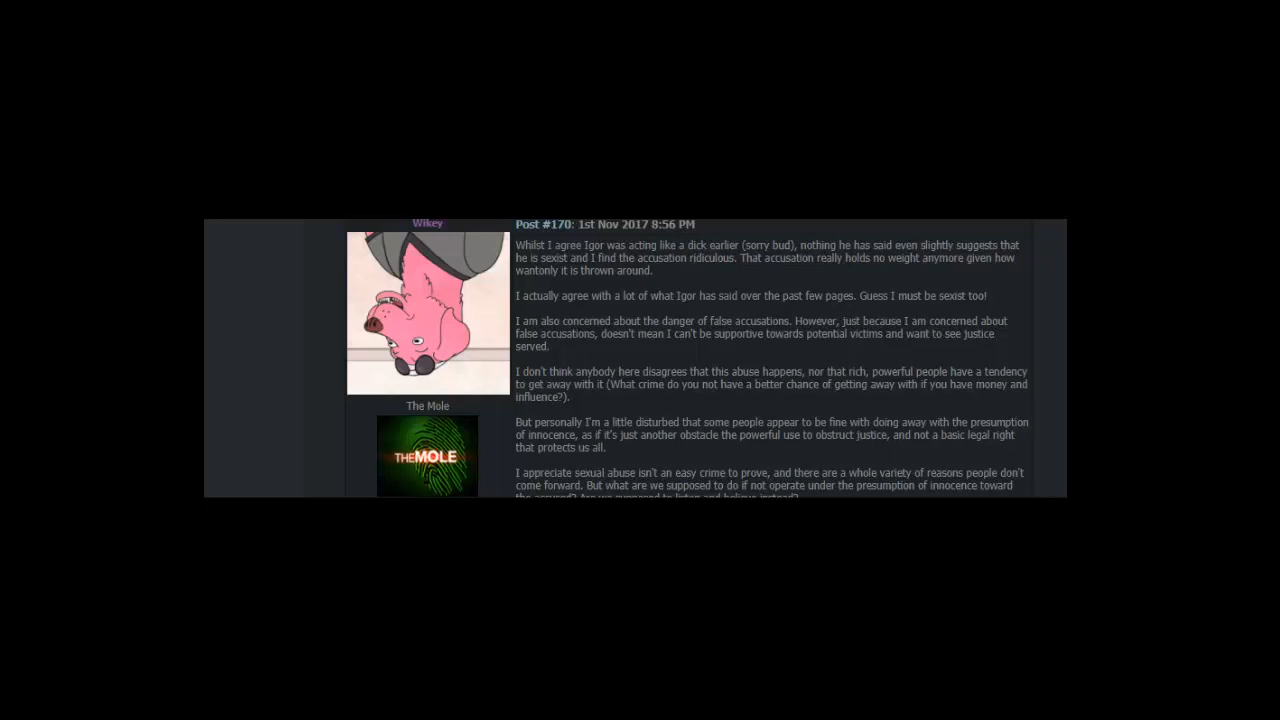 Wikey
Post #170: 1st Nov 2017 8:56 PM
Whilst I agree Igor was acting like a dick earlier (sorry bud), nothing he has said even slightly suggests that
he is sexist and I find the accusation ridiculous. That accusation really holds no weight anymore given how
wantonly it is thrown around.
I actually agree with a lot of what Igor has said over the past few pages. Guess I must be sexist too!
I am also concerned about the danger of false accusations. However, just because I am concerned about
false accusations, doesn't mean I can't be supportive towards potential victims and want to see justice
served.
I don't think anybody here disagrees that this abuse happens, nor that rich, powerful people have a tendency
to get away with it (What crime do you not have a better chance of getting away with if you have money and
influence?).
But personally I'm a little disturbed that some people appear to be fine with doing away with the presumption
of innocence, as if it's just another obstacle the powerful use to obstruct justice, and not a basic legal right
that protects us all.
I appreciate sexual abuse isn't an easy crime to prove, and there are a whole variety of reasons people don't
come forward. But what are we supposed to do if not operate under the presumption of innocence toward
the accused? Are we supposed to listen and believe instead?
The Mole
THEMOLE